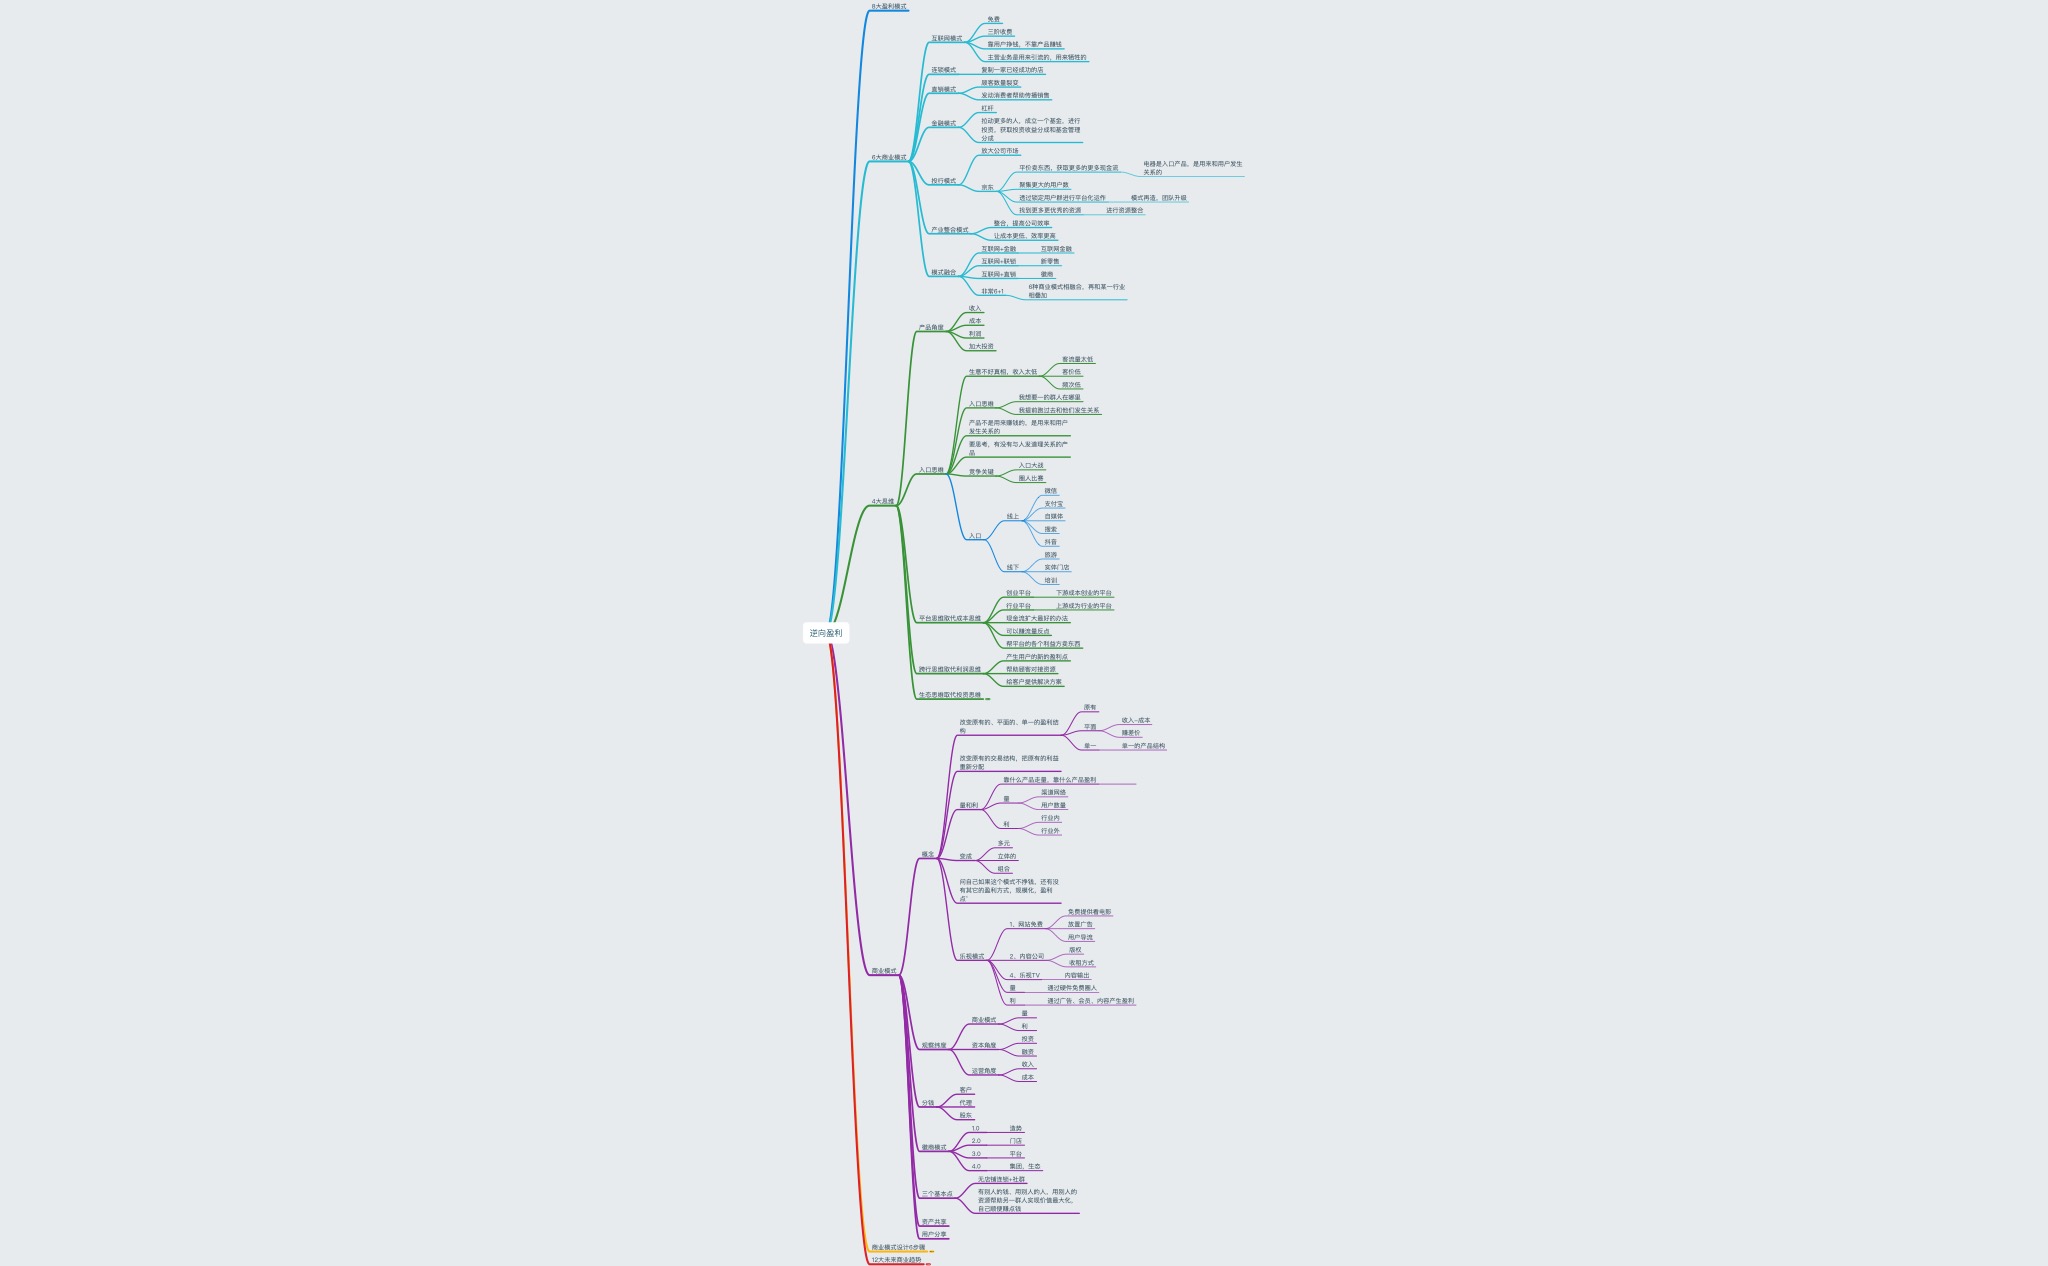 8大盈利模式
免费
三阶收费
互联网模式
靠用户挣钱，不靠产品赚钱
主营业务是用来引流的，用来牺牲的
连锁模式
复制一家已经成功的店
直销模式
顾客数量裂变
发动消费者帮助传播销售
杠杆
金融模式
拉动更多的人，成立一个基金，进行
投资，获取投资收益分成和基金管理
分成
6大商业模式
放大公司市场
投行模式
京东
平价卖东西，获取更多的更多现金流
电器是入口产品，是用来和用户发生
关系的
聚集更大的用户数
透过锁定用户群进行平台化运作
模式再造，团队升级
找到更多更优秀的资源
进行资源整合
产业整合模式
整合，提高公司效率
让成本更低、效率更高
模式融合
互联网+金融
互联网金融
互联网+联锁
新零售
互联网+直销
微商
非常6+1
6种商业模式相融合，再和某一行业
相叠加
收入
产品角度
成本
利润
加大投资
客流量太低
生意不好真相，收入太低
客价低
频次低
入口思维
我想要一的群人在哪里
我提前跑过去和他们发生关系
产品不是用来赚钱的，是用来和用户
发生关系的
要思考，有没有与人发逾理关系的产
品
入口思维
竞争关键
入口大战
圈人比赛
4大思维
微信
支付宝
线上
自媒体
搜索
抖音
入口
旅游
线下
实体门店
培训
创业平台
下游成本创业的平台
行业平台
上游成为行业的平台
平台思维取代成本思维
现金流扩大最好的办法
可以赚流量反点
帮平台的各个利益方卖东西
产生用户的新的盈利点
跨行思维取代利润思维
帮助顾客对接资源
给客户提供解决方案
生态思维取代投资思维
逆向盈利
原有
改变原有的、平面的、单一的盈利结
构
平面
收入-成本
赚差价
单一
单一的产品结构
改变原有的交易结构，把原有的利益
重新分配
靠什么产品走量，靠什么产品盈利
量和利
量
渠道网络
用户数量
利
行业内
行业外
概念
变成
多元
立体的
组合
问自己如果这个模式不挣钱，还有没
有其它的盈利方式，规模化，盈利
点"
免费提供看电影
1、网站免费
放置广告
用户导流
乐视模式
2、内容公司
版权
收租方式
4、乐视TV
内容输出
量
通过硬件免费圈人
利
通过广告、会员、内容产生盈利
商业模式
商业模式
量
利
观察纬度
资本角度
投资
融资
运营角度
收入
成本
分钱
客户
代理
股东
微商模式
1.0
造势
2.0
门店
3.0
平台
4.0
集团、生态
三个基本点
无店铺连锁+社群
有别人的钱、用别人的人、用别人的
资源帮助另一群人实现价值最大化，
自己顺便赚点钱
资产共享
用户分享
商业模式设计6步骤
12大未来商业趋势